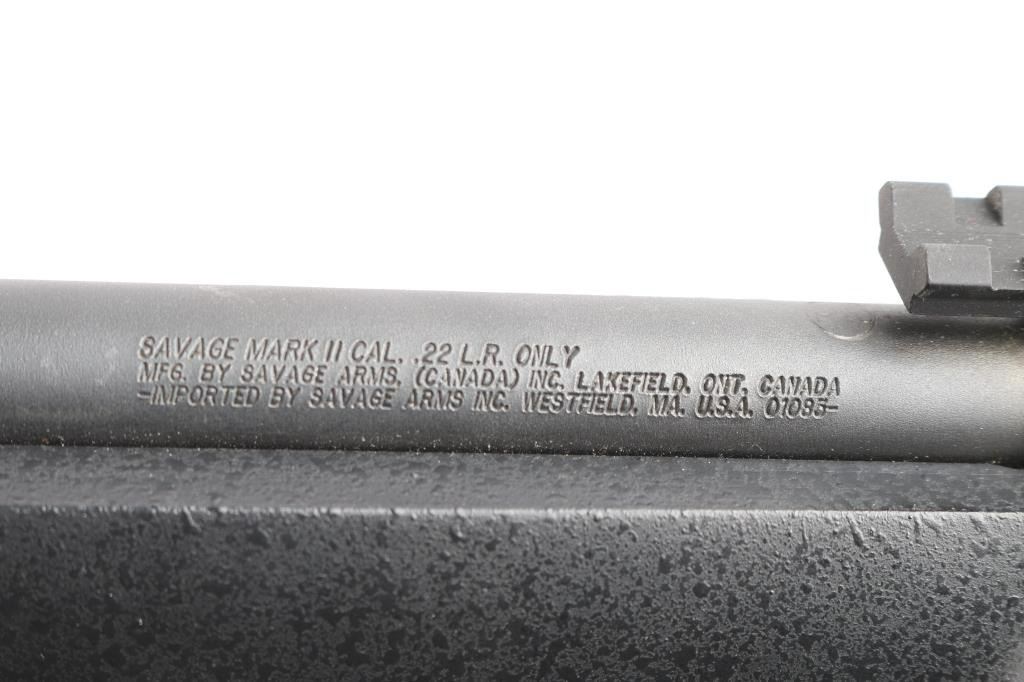 SAVAGE MARK II CAL. .22 L.R. ONLY
MFG. BY SAVAGE ARMS, (CANADA) INC. LAKEFIELD, ONT. CANADA
-IMPORTED BY SAVAGE ARMS INC. WESTFIELD, MA. U.S.A. 01085-